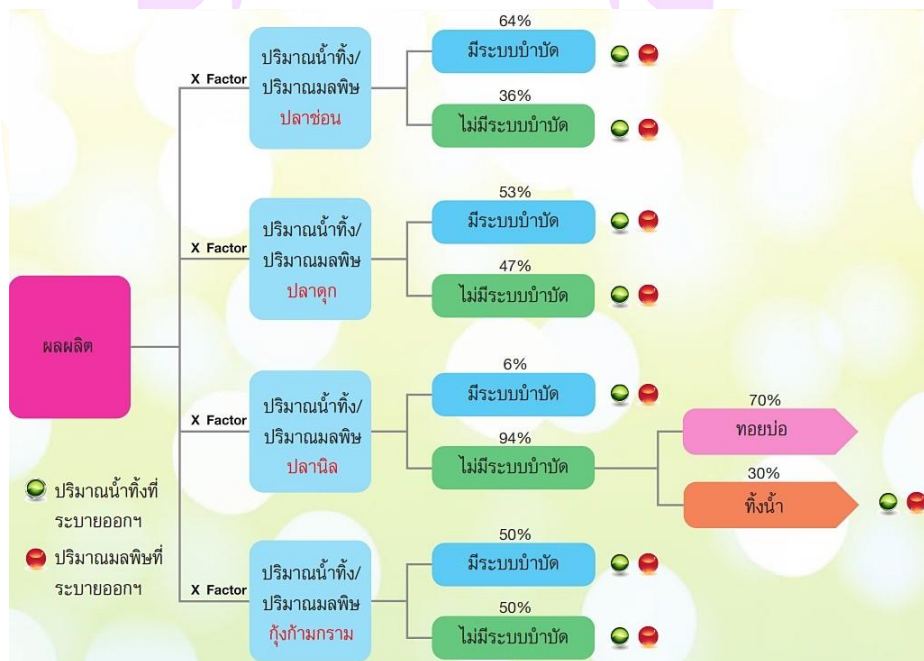 64%
ปริมาณน้ำทิ้ง/
ปริมาณมลพิษ
ปลาช่อน
X Factor
มีระบบบำบัด
36%
ไม่มีระบบบำบัด
53%
ปริมาณน้ำทิ้ง/
ปริมาณมลพิษ
ปลาดุก
X Factor
มีระบบบำบัด
47%
ไม่มีระบบบำบัด
ผลผลิต
6%
ปริมาณน้ำทิ้ง/
ปริมาณมลพิษ
ปลานิล
X Factor
มีระบบบำบัด
94%
ไม่มีระบบบำบัด
70%
ทอยบ่อ
30%
ทิ้งน้ำ
ปริมาณน้ำทิ้งที่
ระบายออกฯ
ปริมาณมลพิษที่
ระบายออกฯ
50%
ปริมาณน้ำทิ้ง/
ปริมาณมลพิษ
กุ้งก้ามกราม
X Factor
มีระบบบำบัด
50%
ไม่มีระบบบำบัด